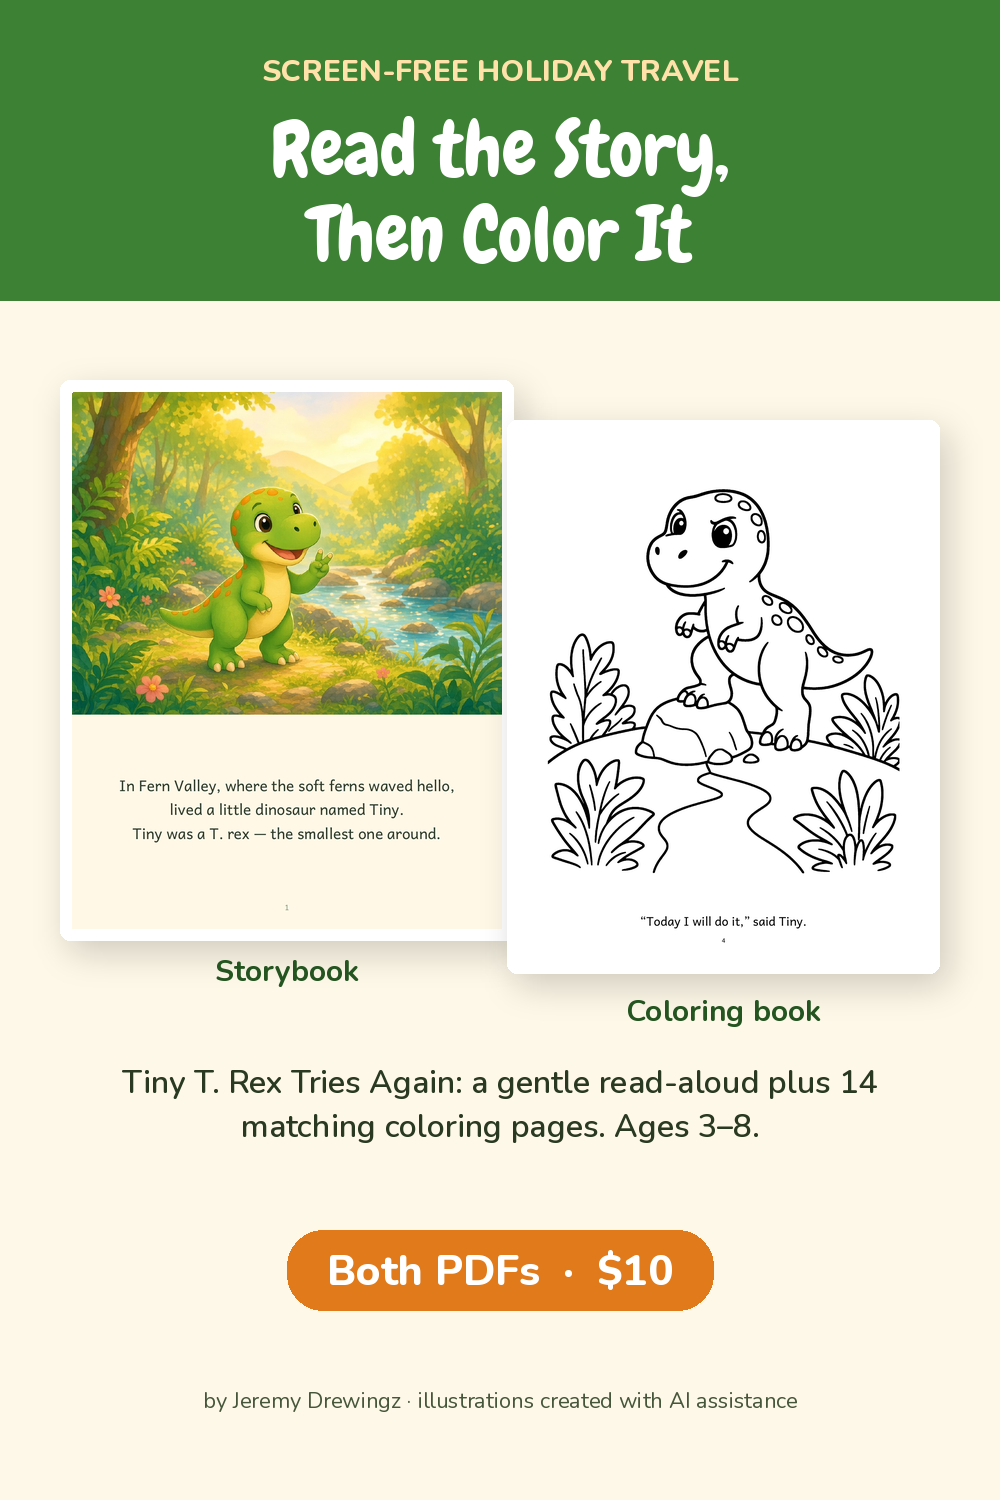 SCREEN-FREE HOLIDAY TRAVEL
Read the Story,
Then Color It
In Fern Valley, where the soft ferns waved hello,
lived a little dinosaur named Tiny.
Tiny was a T. rex — the smallest one around.
1
Storybook
“Today I will do it,” said Tiny.
4
Coloring book
Tiny T. Rex Tries Again: a gentle read-aloud plus 14
matching coloring pages. Ages 3–8.
Both PDFs · $10
by Jeremy Drewingz · illustrations created with AI assistance